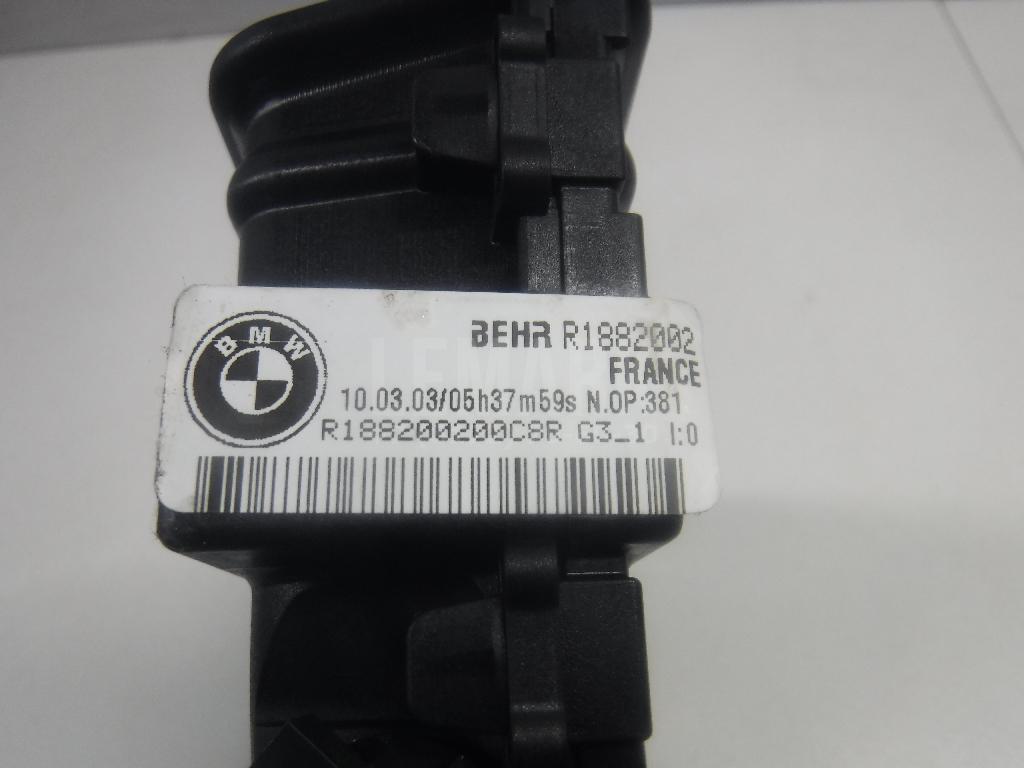 BMW
BEHR R1882002
FRANCE
10.03.03/05h37m59s N.OP:381
R188200200C8R G3_1 I:0